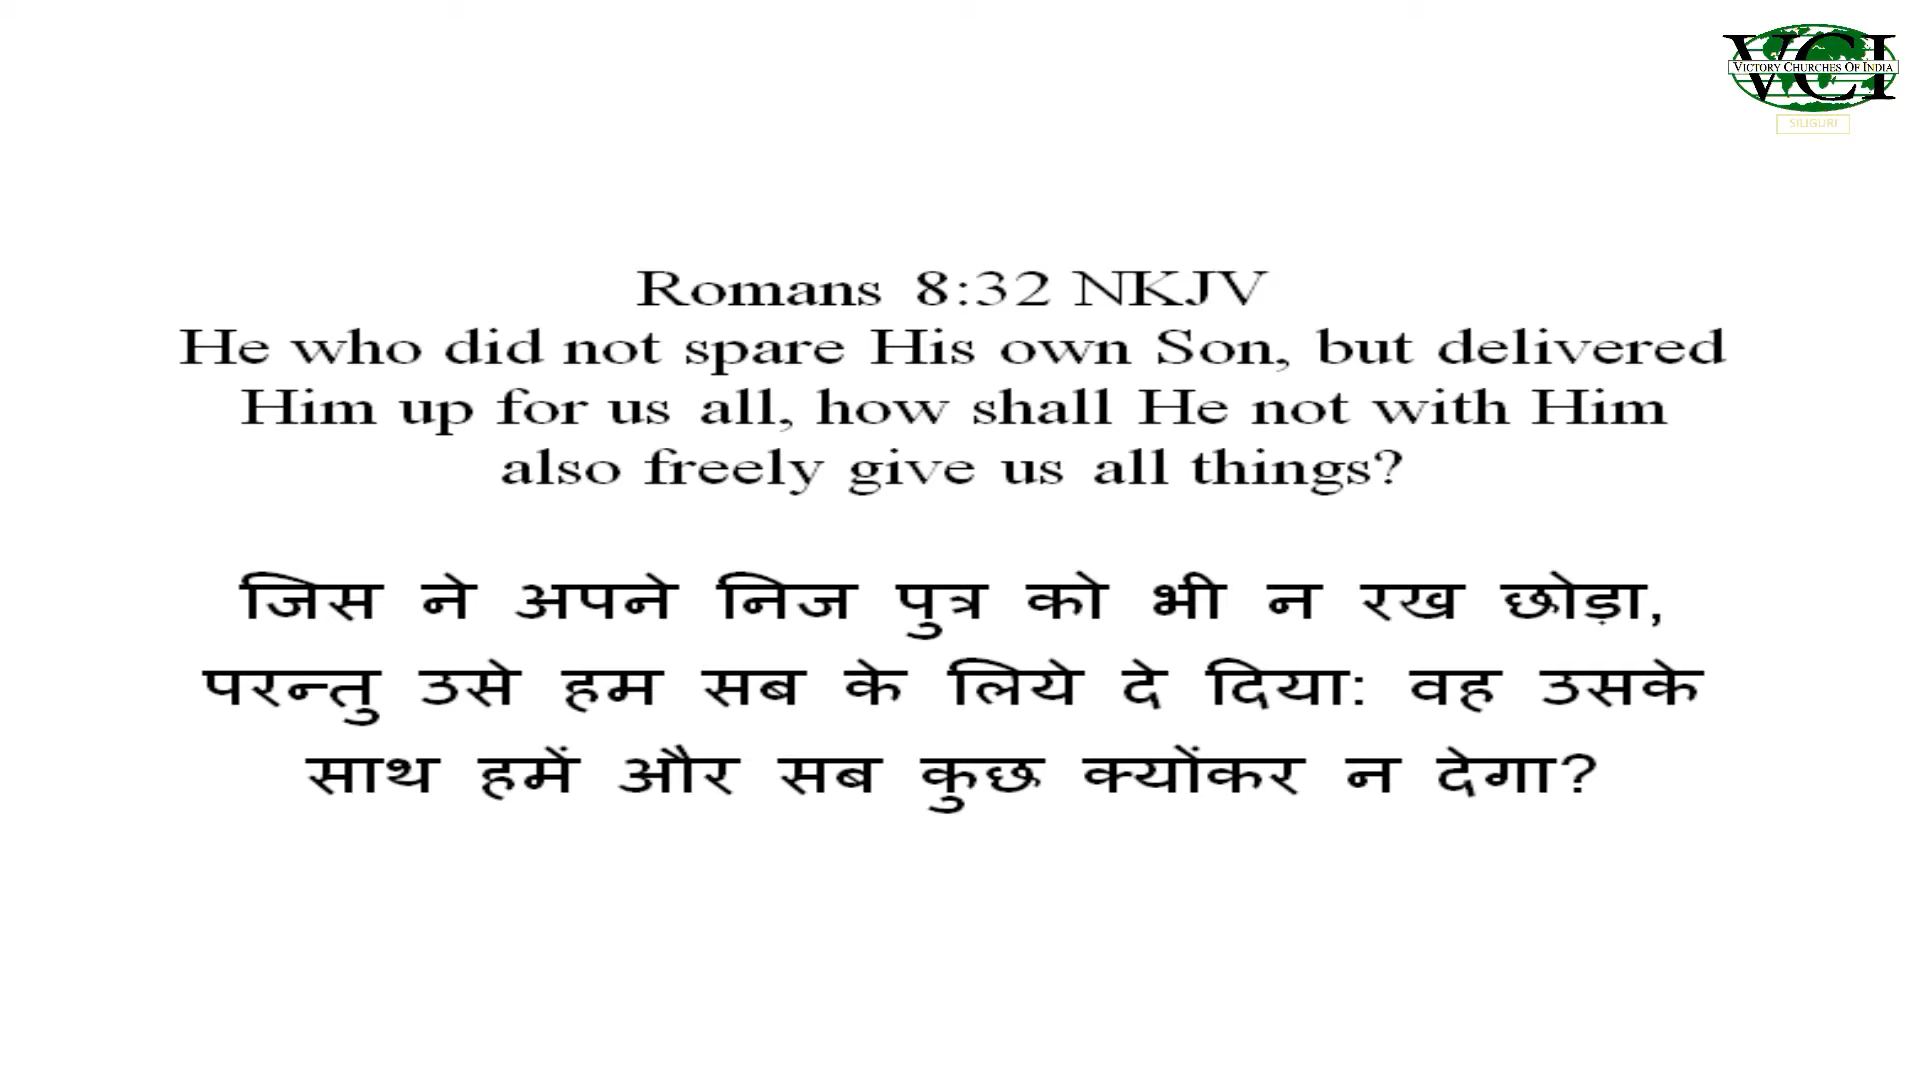 VCI
VICTORY CHURCHES OF INDIA
SILIGURI
Romans 8:32 NKJV
He who did not spare His own Son, but delivered
Him up for us all, how shall He not with Him
also freely give us all things?
जिस ने अपने निज पुत्र को भी न रख छोड़ा,
परन्तु उसे हम सब के लिये दे दिया: वह उसके
साथ हमें और सब कुछ क्योंकर न देगा?